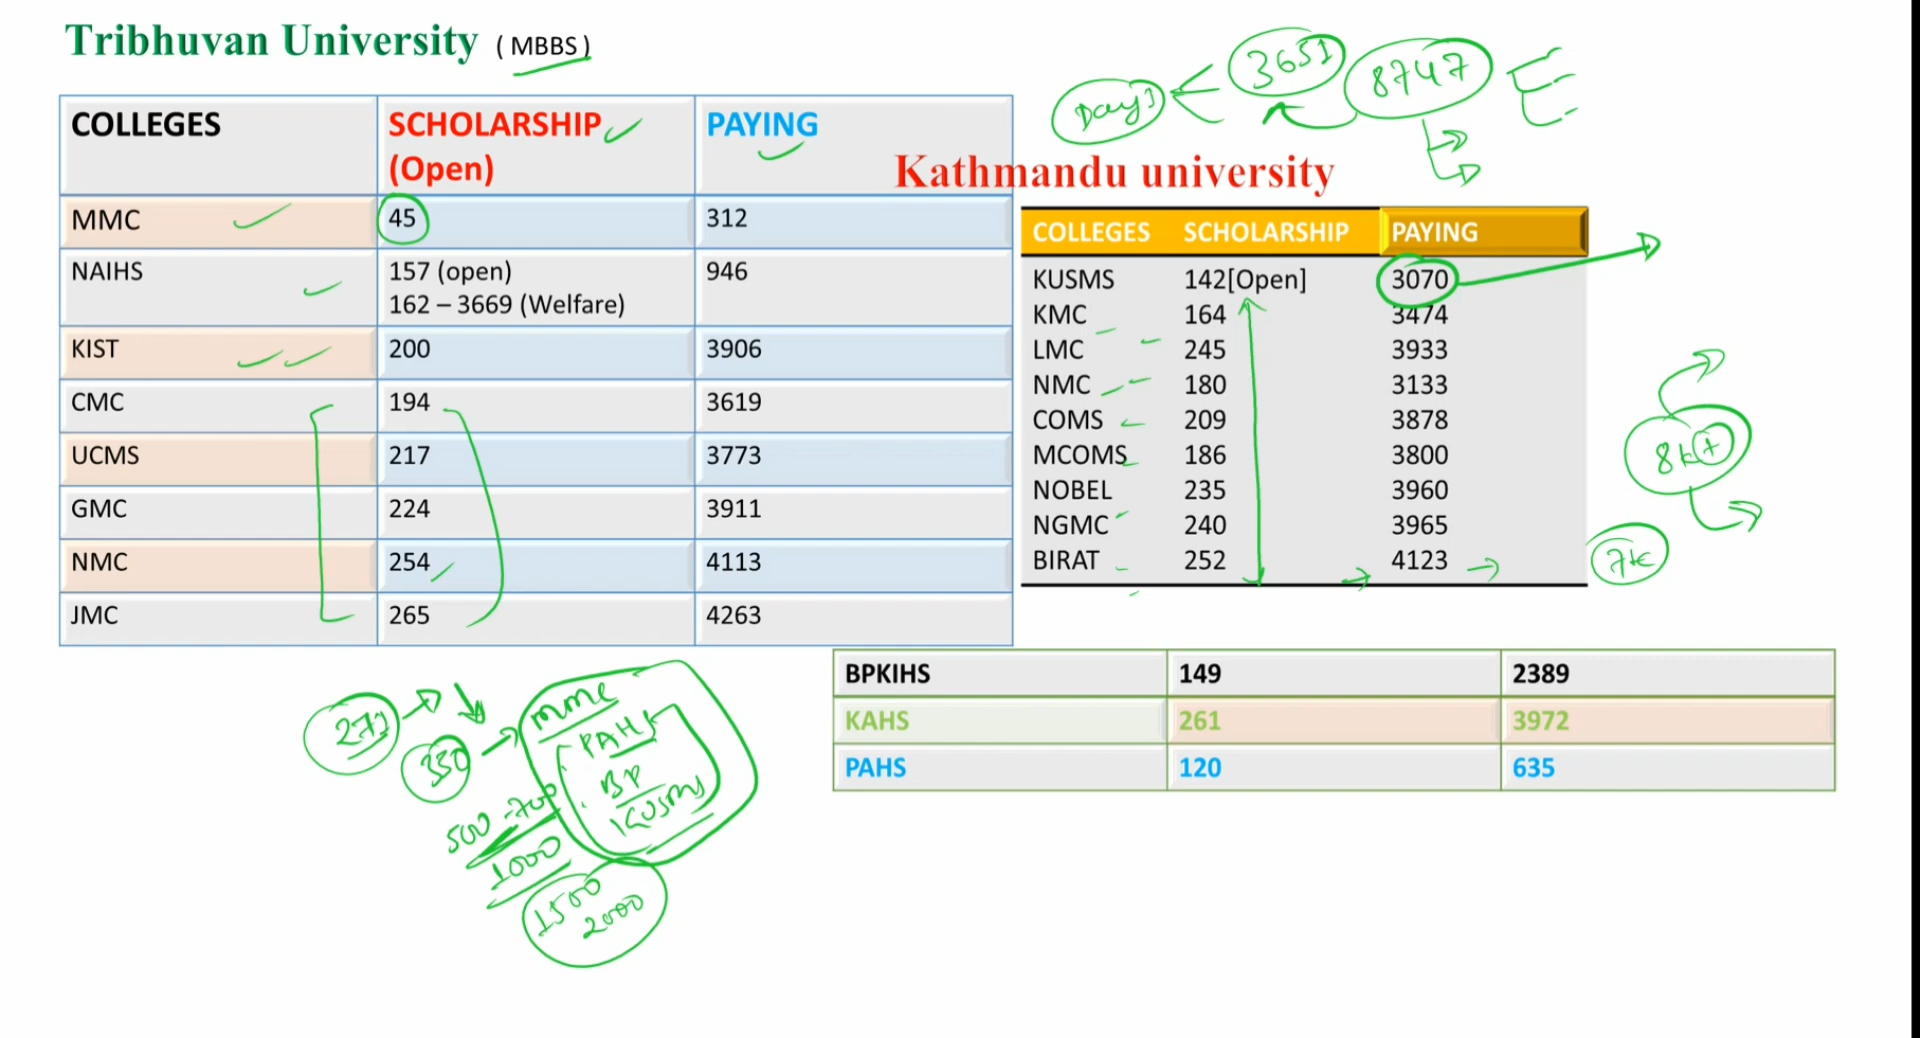 Tribhuvan University ( MBBS )
COLLEGES SCHOLARSHIP (Open) PAYING
MMC 45 312
NAIHS 157 (open) 946
162 – 3669 (Welfare)
KIST 200 3906
CMC 194 3619
UCMS 217 3773
GMC 224 3911
NMC 254 4113
JMC 265 4263
3651 8747
Kathmandu university
COLLEGES SCHOLARSHIP PAYING
KUSMS 142[Open] 3070
KMC 164 3474
LMC 245 3933
NMC 180 3133
COMS 209 3878
MCOMS 186 3800
NOBEL 235 3960
NGMC 240 3965
BIRAT 252 4123
8k+
7k
BPKIHS 149 2389
KAHS 261 3972
PAHS 120 635
mmc
PAHS
BP
KUSMS
350
500-700
1000
1500
2000